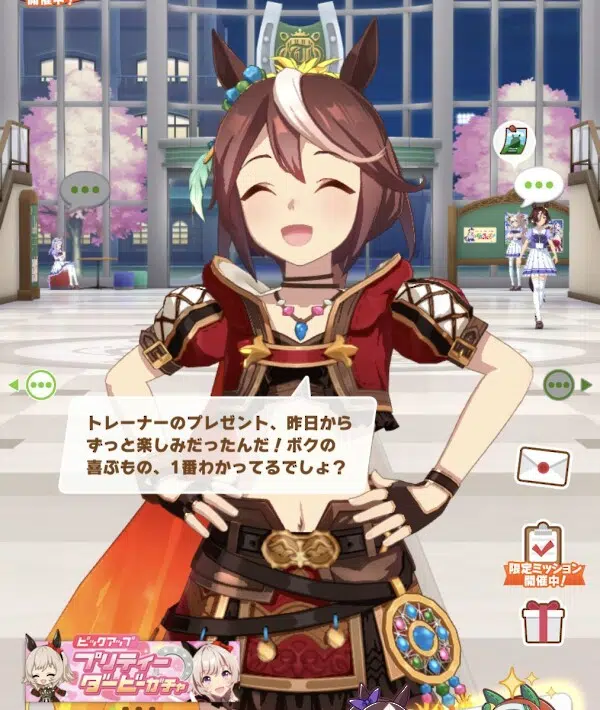 開催中!
トレーナーのプレゼント、昨日から
ずっと楽しみだったんだ!ボクの
喜ぶもの、1番わかってるでしょ?
限定ミッション
開催中!
ピックアップ
プリティー
ダービーガチャ